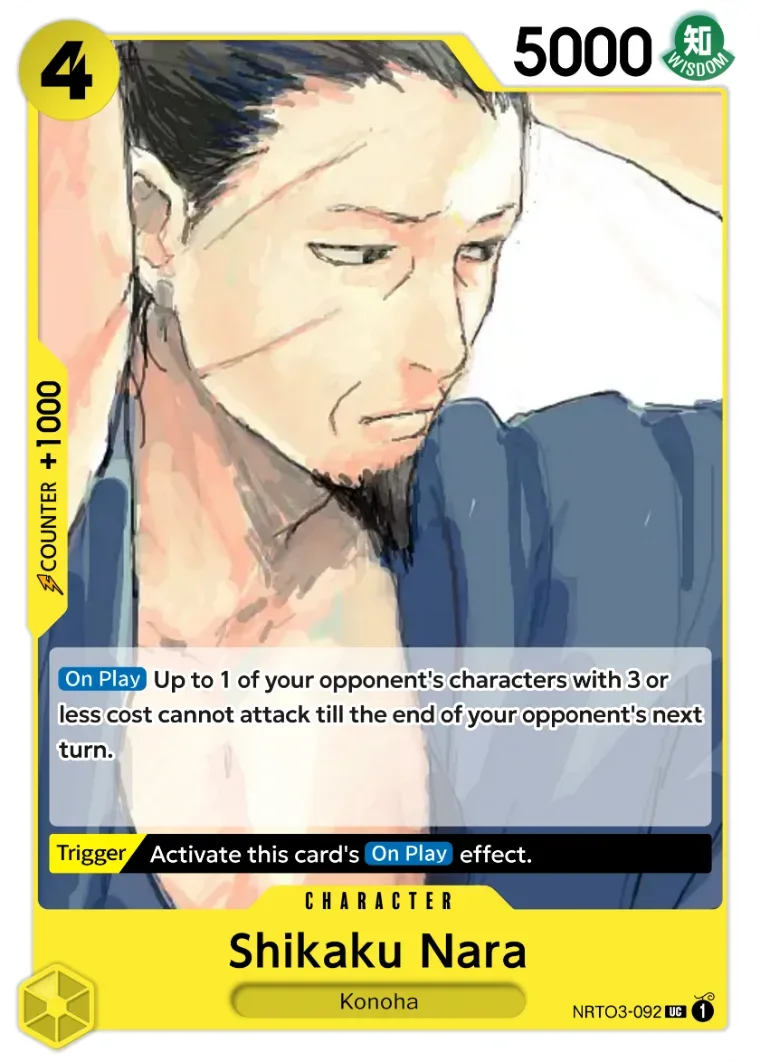 4
5000
知
WISDOM
COUNTER +1000
On Play Up to 1 of your opponent's characters with 3 or
less cost cannot attack till the end of your opponent's next
turn.
Trigger Activate this card's On Play effect.
CHARACTER
Shikaku Nara
Konoha
NRTO3-092 UC 1